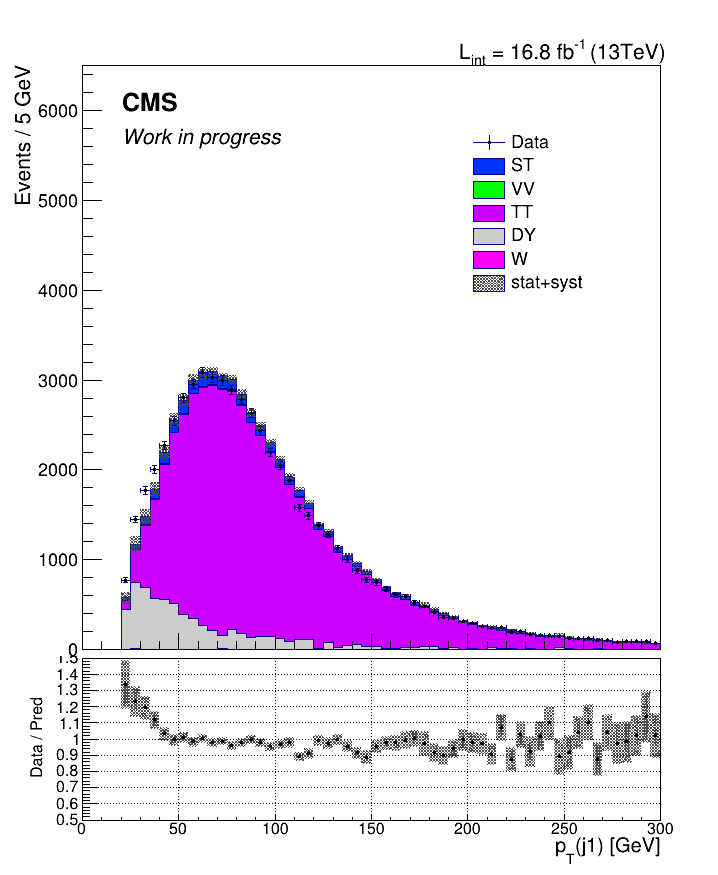 L_int = 16.8 fb^-1 (13TeV)
Events / 5 GeV
CMS
Work in progress
Data
ST
VV
TT
DY
W
stat+syst
6000
5000
4000
3000
2000
1000
0
Data / Pred
1.5
1.4
1.3
1.2
1.1
1
0.9
0.8
0.7
0.6
0.5
0 50 100 150 200 250 300
p_T(j1) [GeV]